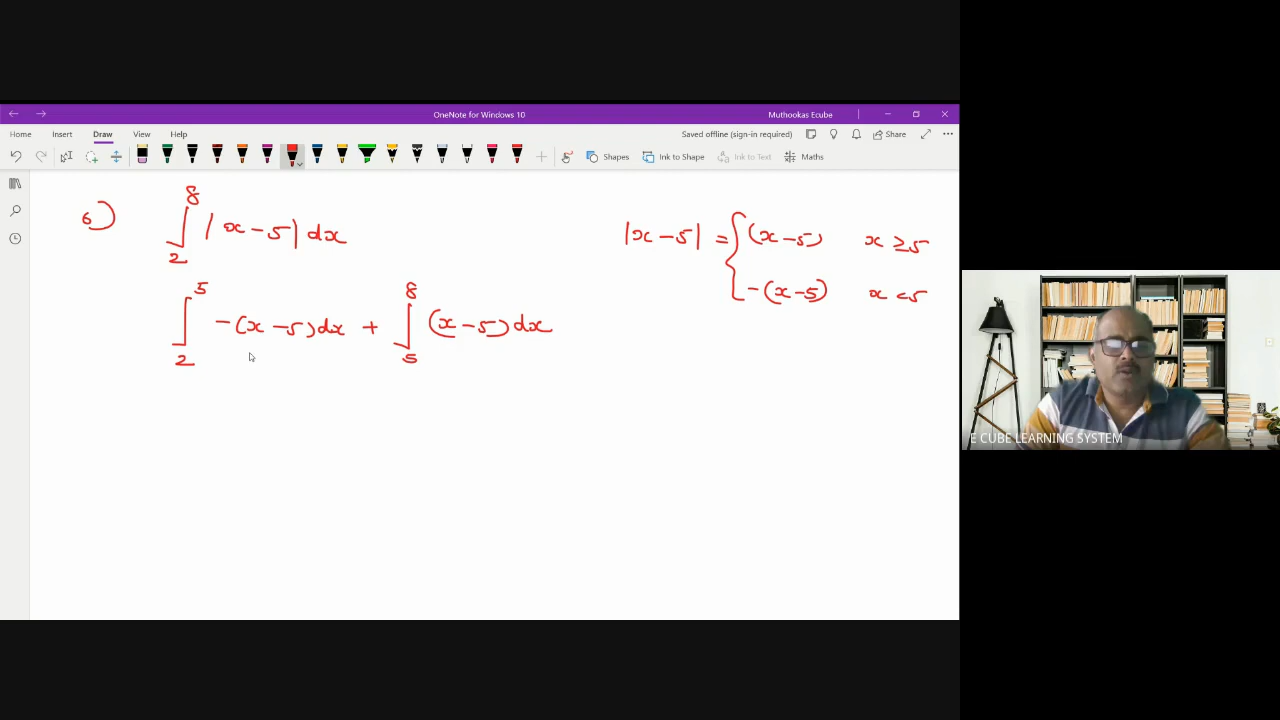 OneNote for Windows 10
Muthookas Ecube
Home Insert Draw View Help
Saved offline (sign-in required) Share
Shapes Ink to Shape Ink to Text Maths
6) ∫₂⁸ |x-5| dx
|x-5| = { (x-5) x ≥ 5
-(x-5) x < 5
∫₂⁵ -(x-5)dx + ∫₅⁸ (x-5)dx
E CUBE LEARNING SYSTEM